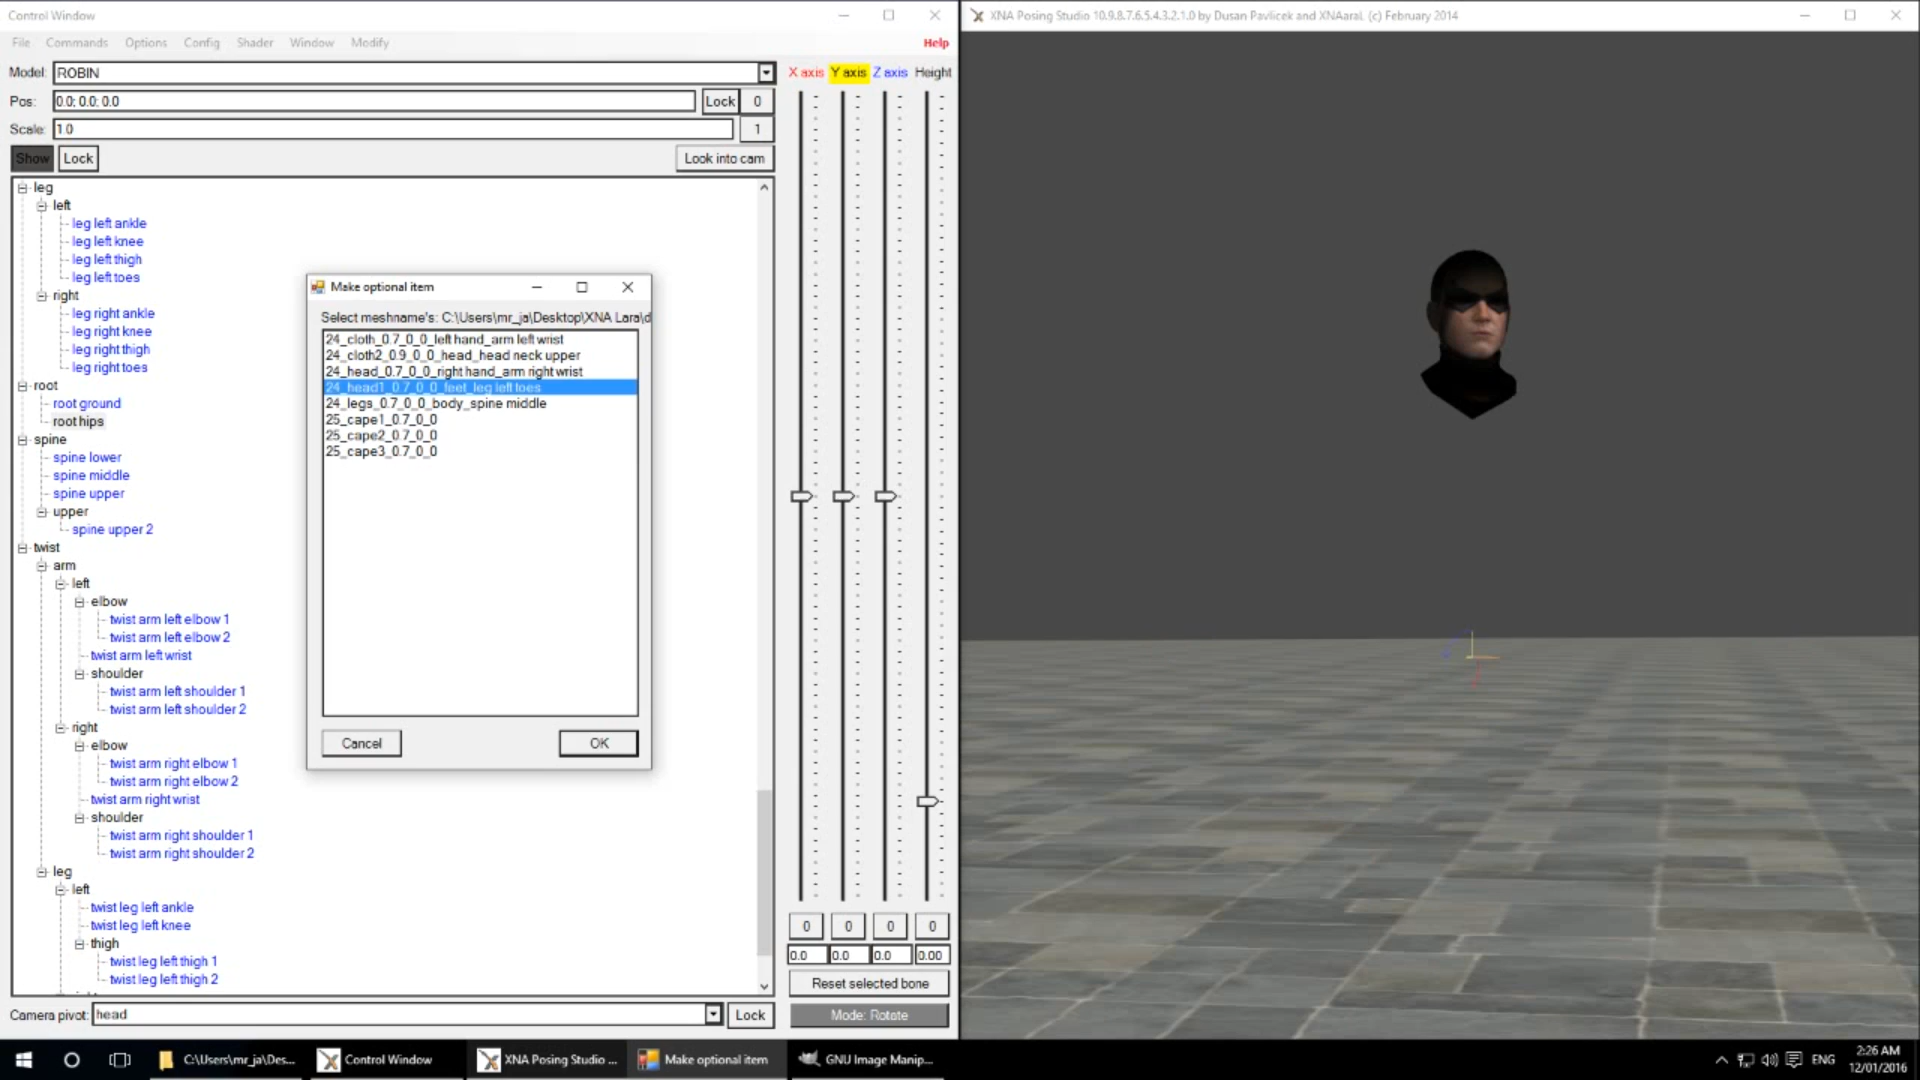 Control Window
File Commands Options Config Shader Window Modify Help
Model: ROBIN
X axis Y axis Z axis Height
Pos: 0.0; 0.0; 0.0 Lock 0
Scale: 1.0 1
Show Lock Look into cam
leg
left
leg left ankle
leg left knee
leg left thigh
leg left toes
right
leg right ankle
leg right knee
leg right thigh
leg right toes
root
root ground
root hips
spine
spine lower
spine middle
spine upper
upper
spine upper 2
twist
arm
left
elbow
twist arm left elbow 1
twist arm left elbow 2
twist arm left wrist
shoulder
twist arm left shoulder 1
twist arm left shoulder 2
right
elbow
twist arm right elbow 1
twist arm right elbow 2
twist arm right wrist
shoulder
twist arm right shoulder 1
twist arm right shoulder 2
leg
left
twist leg left ankle
twist leg left knee
thigh
twist leg left thigh 1
twist leg left thigh 2
Make optional item
Select meshname's: C:\Users\mr_ja\Desktop\XNA Lara\d
24_cloth_0.7_0_0_left hand_arm left wrist
24_cloth2_0.9_0_0_head_head neck upper
24_head_0.7_0_0_right hand_arm right wrist
24_head1_0.7_0_0_feet_leg left toes
24_legs_0.7_0_0_body_spine middle
25_cape1_0.7_0_0
25_cape2_0.7_0_0
25_cape3_0.7_0_0
Cancel OK
0 0 0 0
0.0 0.0 0.0 0.00
Reset selected bone
Camera pivot: head Lock
Mode: Rotate
XNA Posing Studio 10.9.8.7.6.5.4.3.2.1.0 by Dusan Pavlicek and XNAaraL (c) February 2014
C:\Users\mr_ja\Des... Control Window XNA Posing Studio ... Make optional item GNU Image Manip...
ENG
2:26 AM
12/01/2016